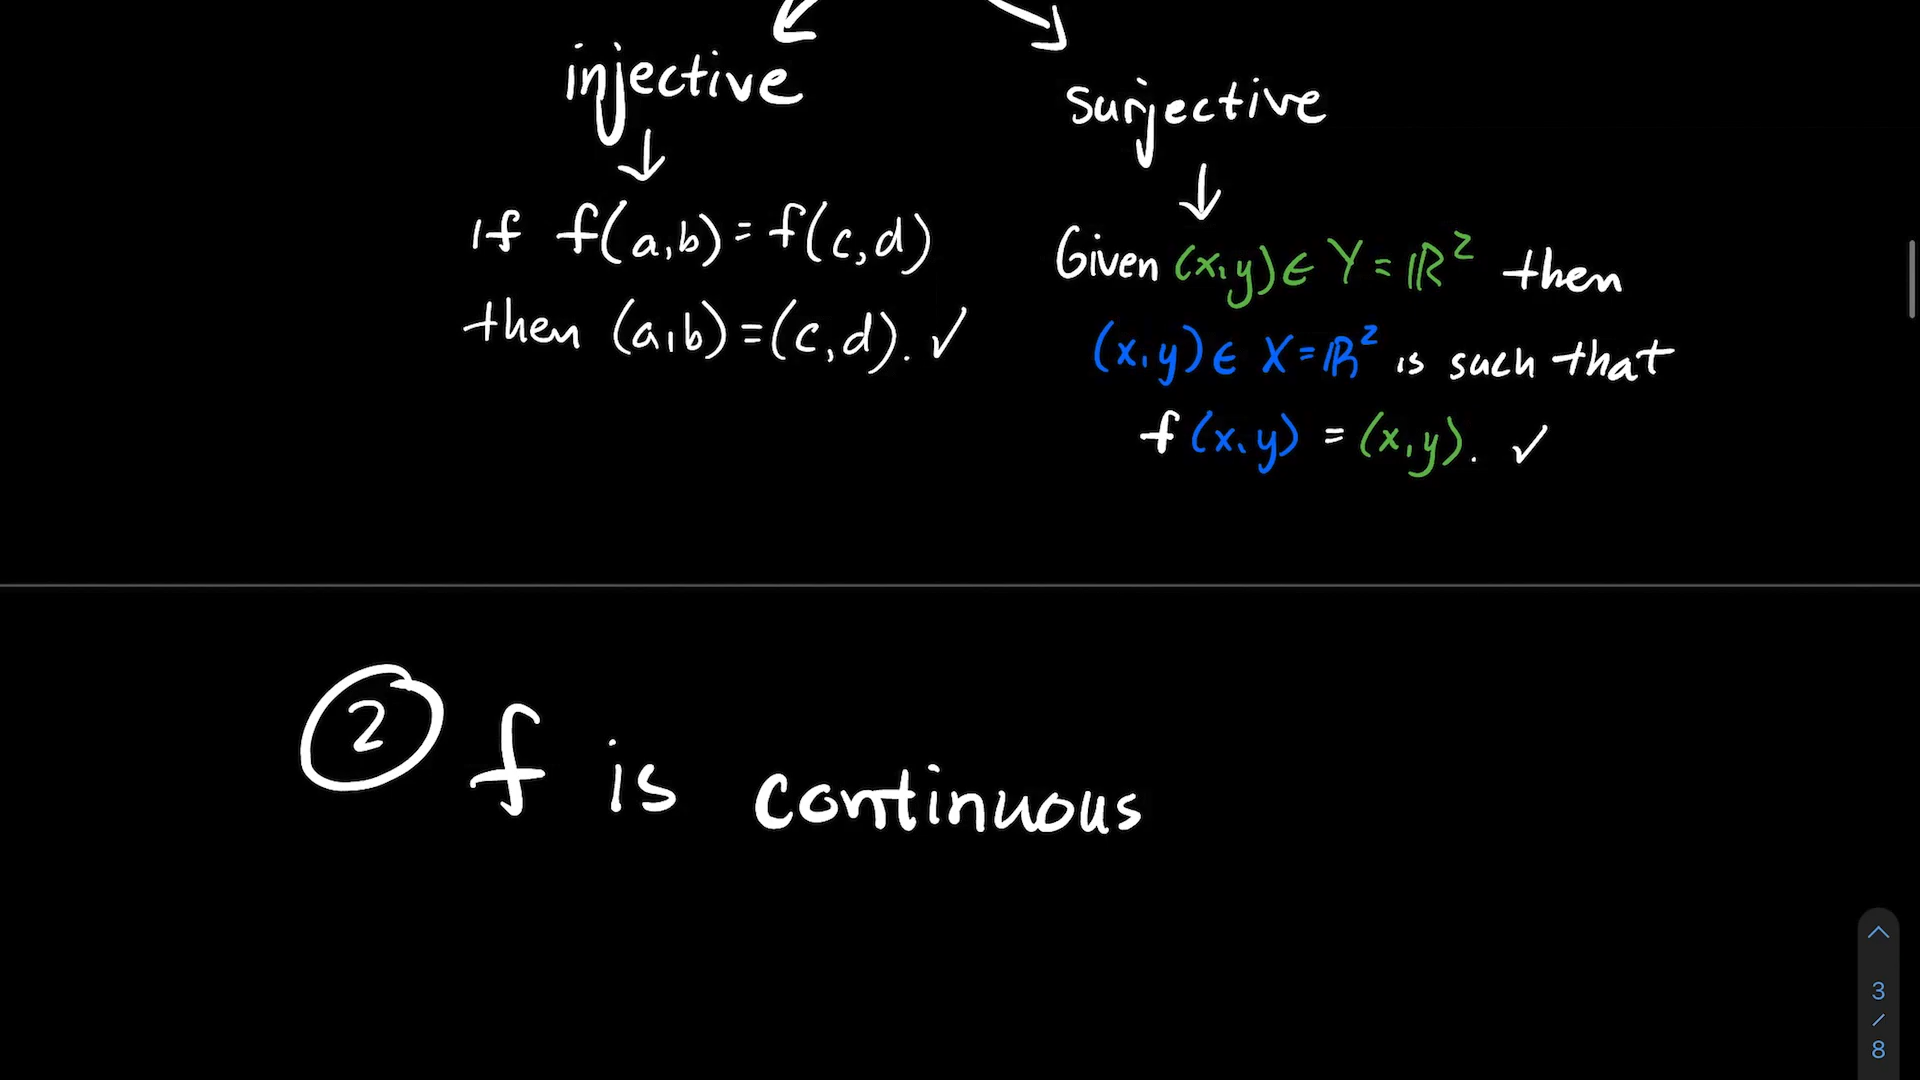 injective
surjective
If f(a,b) = f(c,d)
then (a,b) = (c,d). ✓
Given (x,y) ∈ Y = ℝ² then
(x,y) ∈ X = ℝ² is such that
f(x,y) = (x,y). ✓
② f is continuous
3
/
8